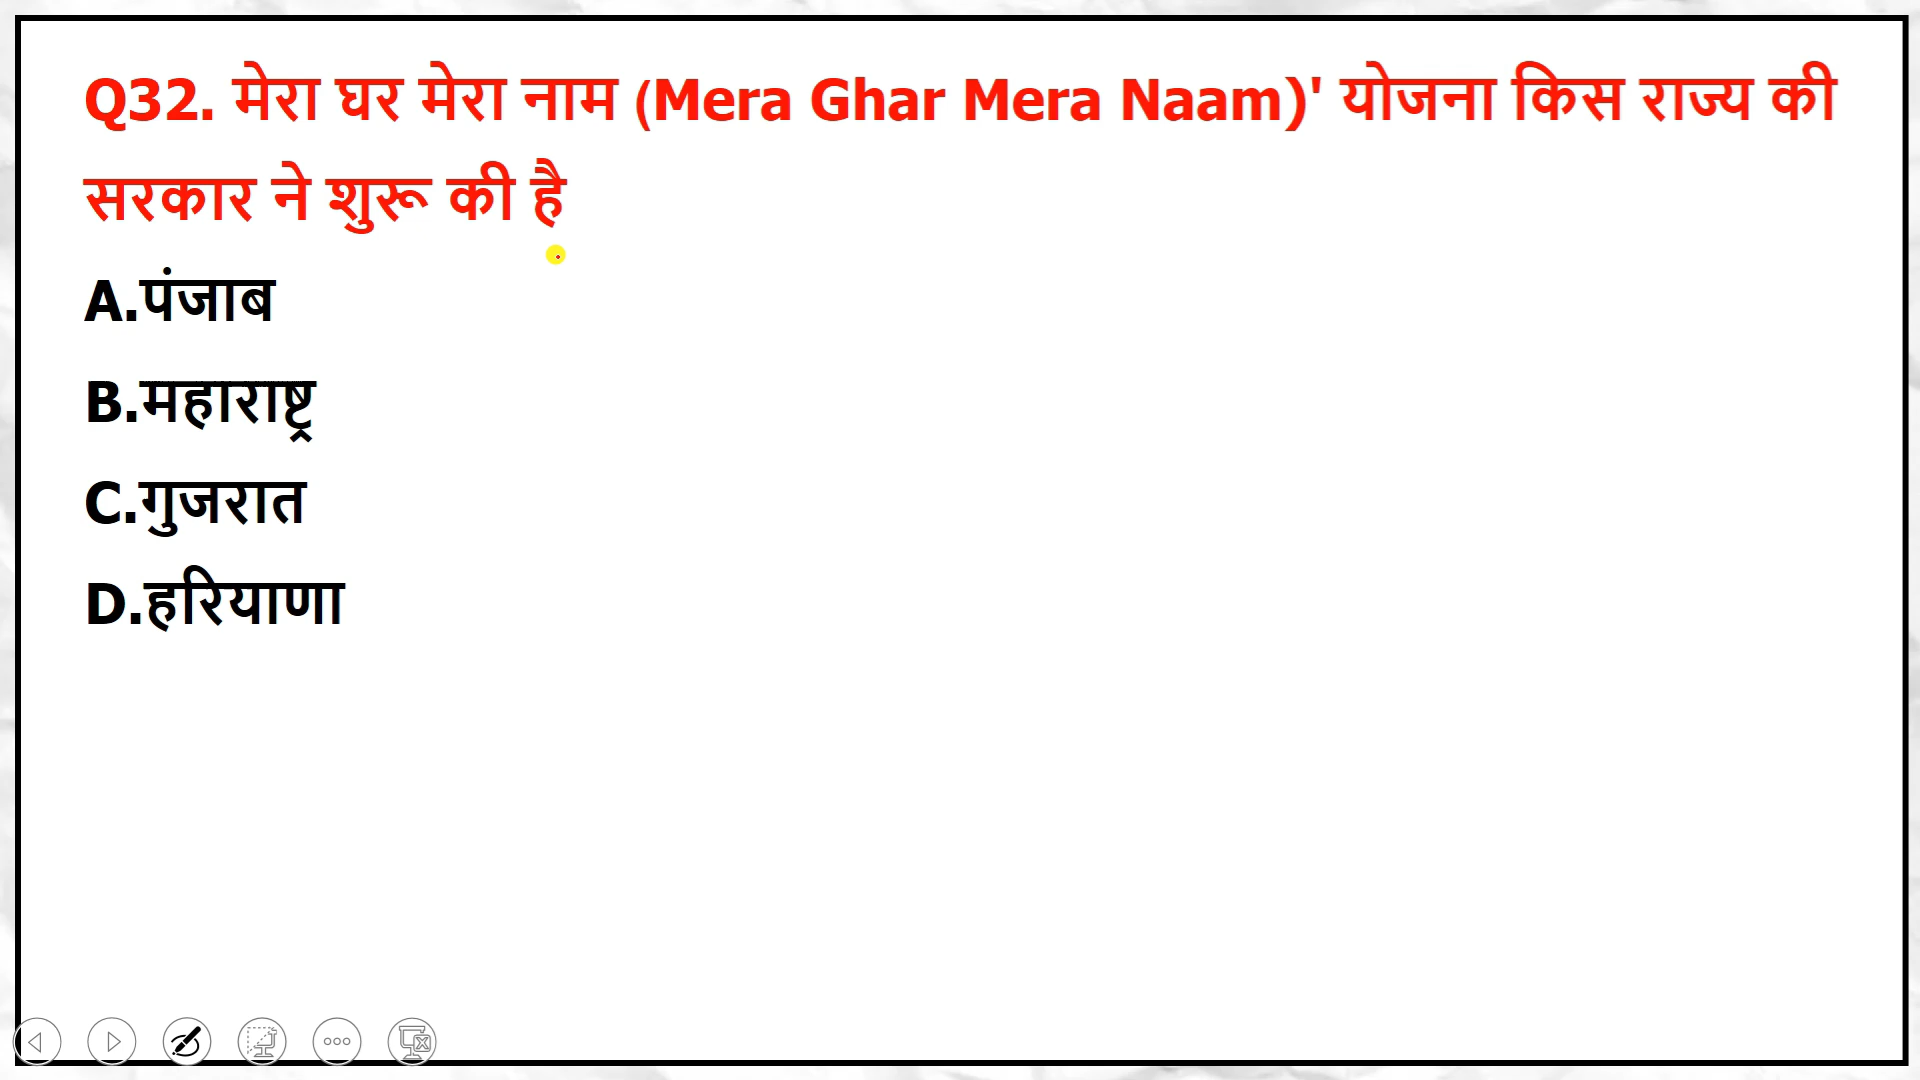 Q32. मेरा घर मेरा नाम (Mera Ghar Mera Naam)' योजना किस राज्य की
सरकार ने शुरू की है
A.पंजाब
B.महाराष्ट्र
C.गुजरात
D.हरियाणा